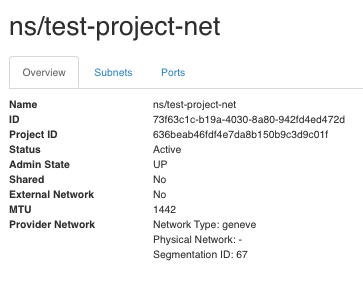 ns/test-project-net
Overview Subnets Ports
Name ns/test-project-net
ID 73f63c1c-b19a-4030-8a80-942fd4ed472d
Project ID 636beab46fdf4e7da8b150b9c3d9c01f
Status Active
Admin State UP
Shared No
External Network No
MTU 1442
Provider Network Network Type: geneve
Physical Network: -
Segmentation ID: 67